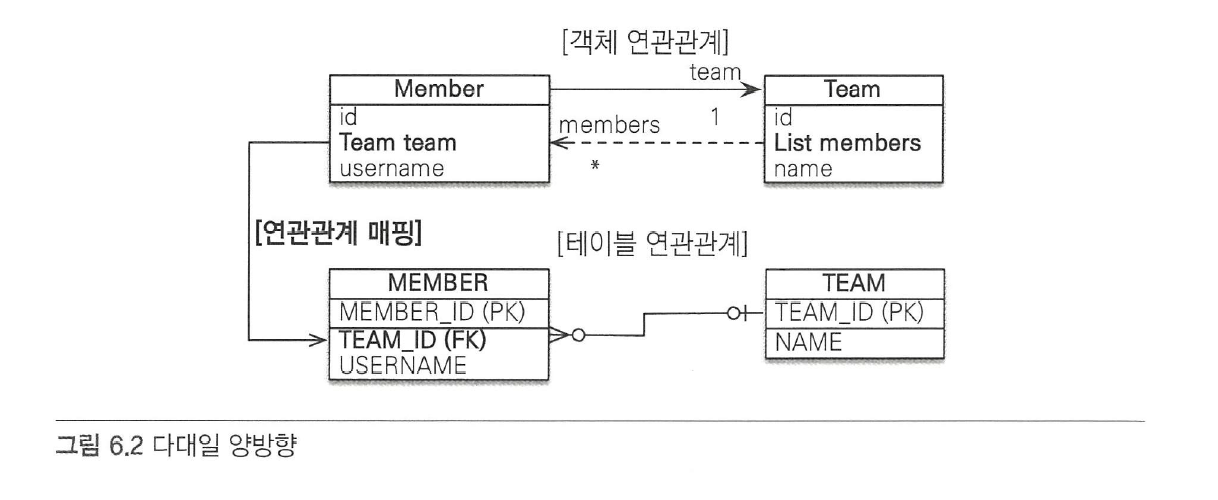 [객체 연관관계]
team
Member
Team
id
Team team
username
members
1
*
id
List members
name
[연관관계 매핑]
[테이블 연관관계]
MEMBER
MEMBER_ID (PK)
TEAM_ID (FK)
USERNAME
TEAM
TEAM_ID (PK)
NAME
그림 6.2 다대일 양방향